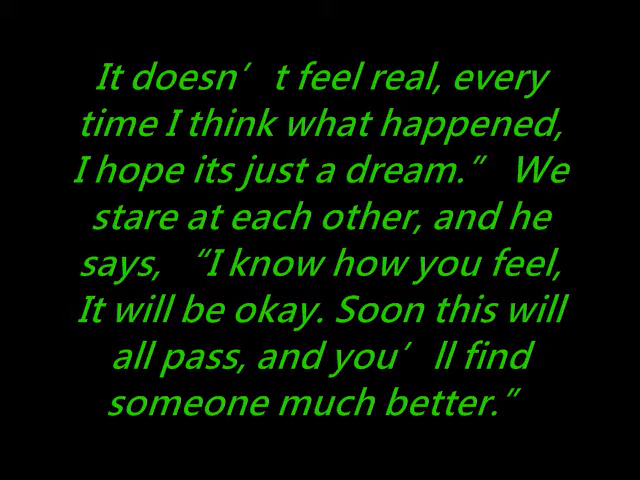 It doesn’ t feel real, every
time I think what happened,
I hope its just a dream.” We
stare at each other, and he
says, “I know how you feel,
It will be okay. Soon this will
all pass, and you’ ll find
someone much better.”